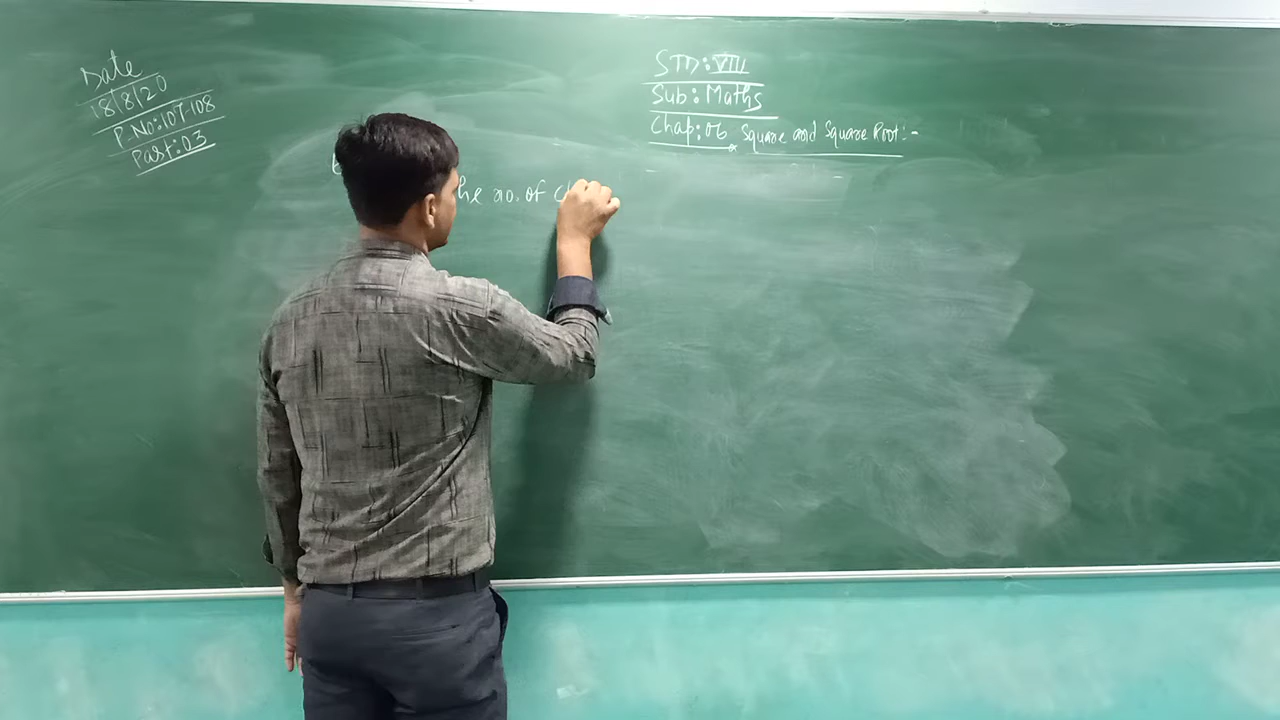 Date
18/8/20
P.No:107-108
Part:03
STD:VIII
Sub:Maths
Chap:06 Square and Square Root:-
he no. of